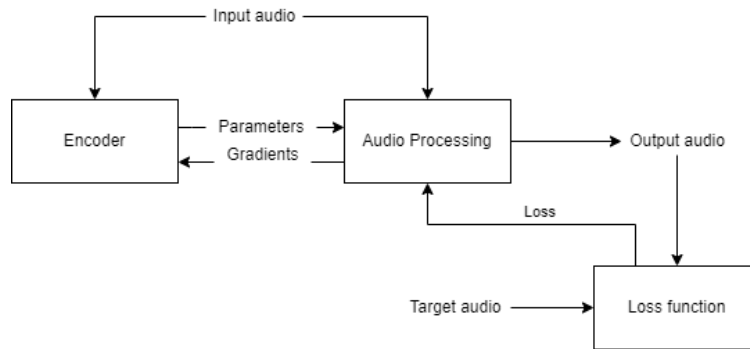 Input audio
Encoder
Parameters
Gradients
Audio Processing
Output audio
Loss
Target audio
Loss function